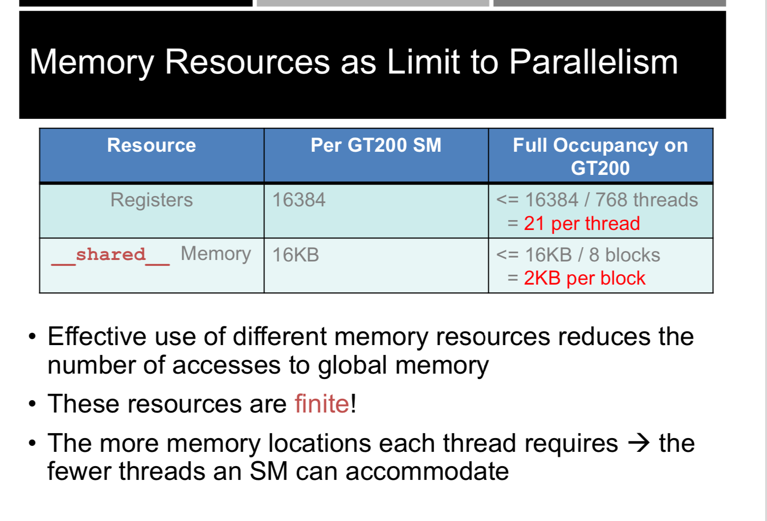 Memory Resources as Limit to Parallelism
Resource
Per GT200 SM
Full Occupancy on
GT200
Registers
16384
<= 16384 / 768 threads
= 21 per thread
__shared__ Memory
16KB
<= 16KB / 8 blocks
= 2KB per block
• Effective use of different memory resources reduces the
number of accesses to global memory
• These resources are finite!
• The more memory locations each thread requires → the
fewer threads an SM can accommodate